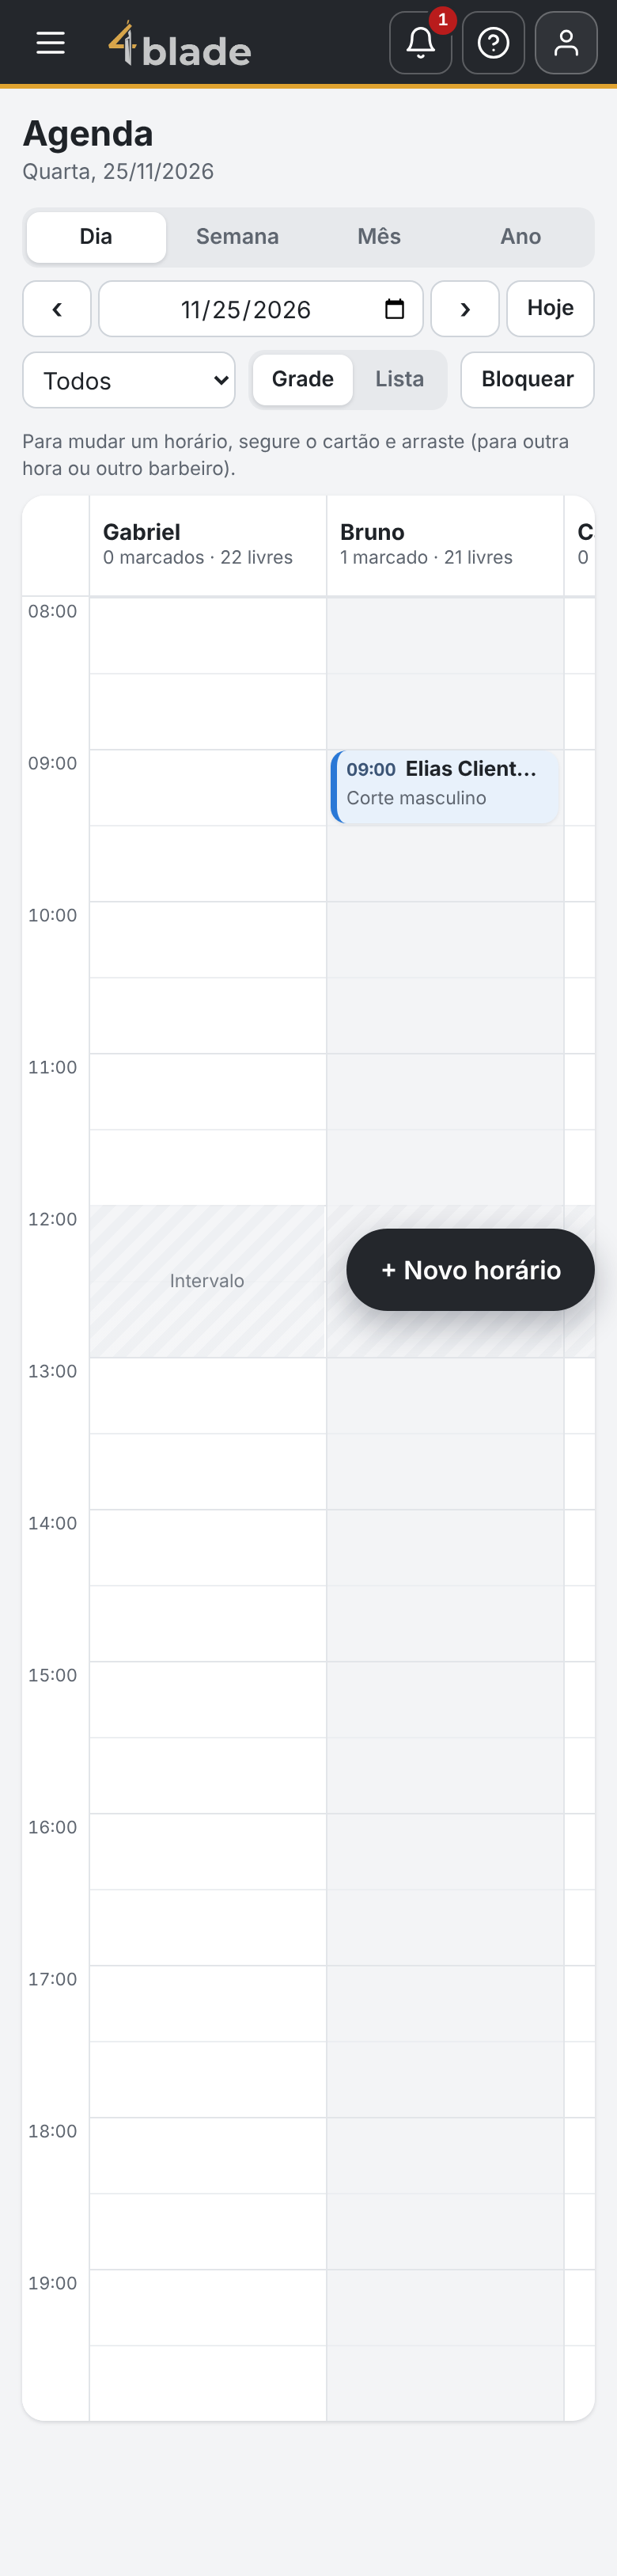 4blade
1
Agenda
Quarta, 25/11/2026
Dia Semana Mês Ano
‹ 11/25/2026 › Hoje
Todos Grade Lista Bloquear
Para mudar um horário, segure o cartão e arraste (para outra
hora ou outro barbeiro).
Gabriel Bruno C
0 marcados · 22 livres 1 marcado · 21 livres 0
08:00
09:00 09:00 Elias Client...
Corte masculino
10:00
11:00
12:00
+ Novo horário
Intervalo
13:00
14:00
15:00
16:00
17:00
18:00
19:00